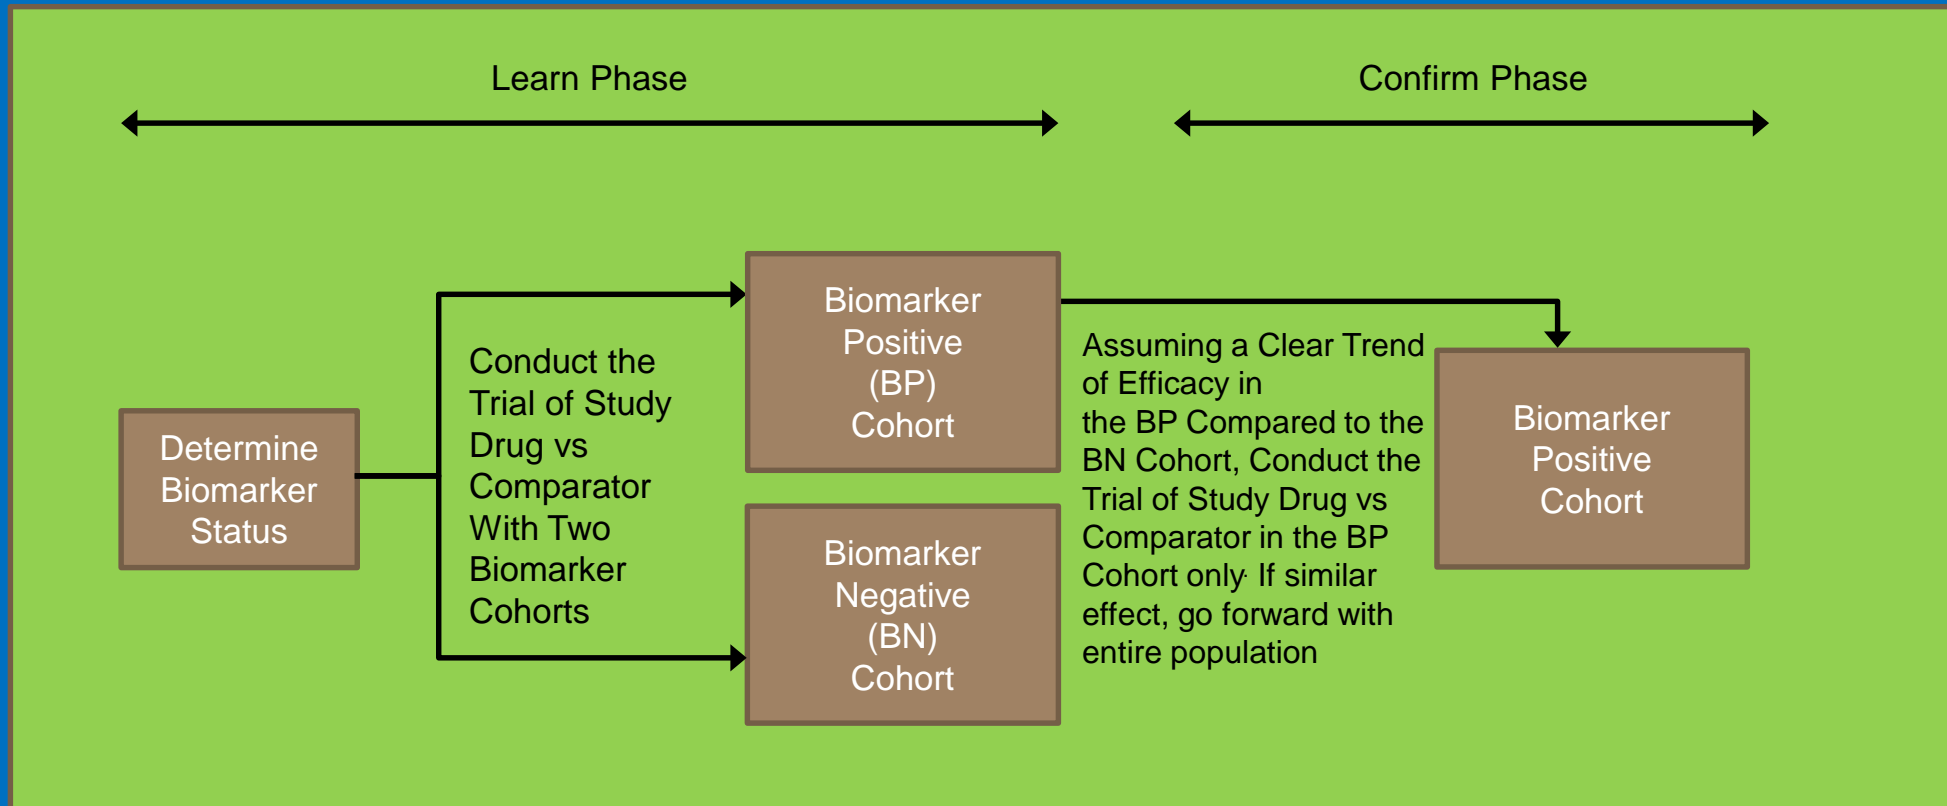 Learn Phase
Confirm Phase
Determine
Biomarker
Status
Conduct the
Trial of Study
Drug vs
Comparator
With Two
Biomarker
Cohorts
Biomarker
Positive
(BP)
Cohort
Biomarker
Negative
(BN)
Cohort
Assuming a Clear Trend
of Efficacy in
the BP Compared to the
BN Cohort, Conduct the
Trial of Study Drug vs
Comparator in the BP
Cohort only. If similar
effect, go forward with
entire population
Biomarker
Positive
Cohort